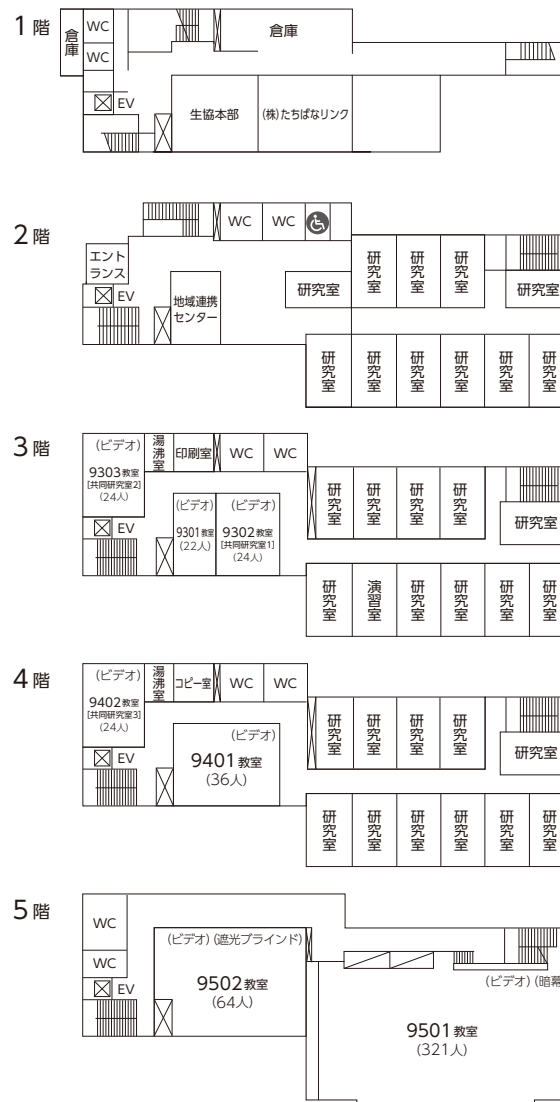 1階
倉庫
WC
WC
倉庫
EV
生協本部
(株)たちばなリンク
2階
WC
WC
エント
ランス
EV
地域連携
センター
研究室
研究室
研究室
研究室
研究室
研究室
研究室
研究室
研究室
研究室
研究室
3階
(ビデオ)
9303教室
[共同研究室2]
(24人)
湯沸室
印刷室
WC
WC
EV
(ビデオ)
9301教室
(22人)
(ビデオ)
9302教室
[共同研究室1]
(24人)
研究室
研究室
研究室
研究室
研究室
研究室
演習室
研究室
研究室
研究室
研究室
4階
(ビデオ)
9402教室
[共同研究室3]
(24人)
湯沸室
コピー室
WC
WC
EV
(ビデオ)
9401教室
(36人)
研究室
研究室
研究室
研究室
研究室
研究室
研究室
研究室
研究室
研究室
研究室
5階
WC
WC
EV
(ビデオ)(遮光ブラインド)
9502教室
(64人)
(ビデオ)(暗幕
9501教室
(321人)